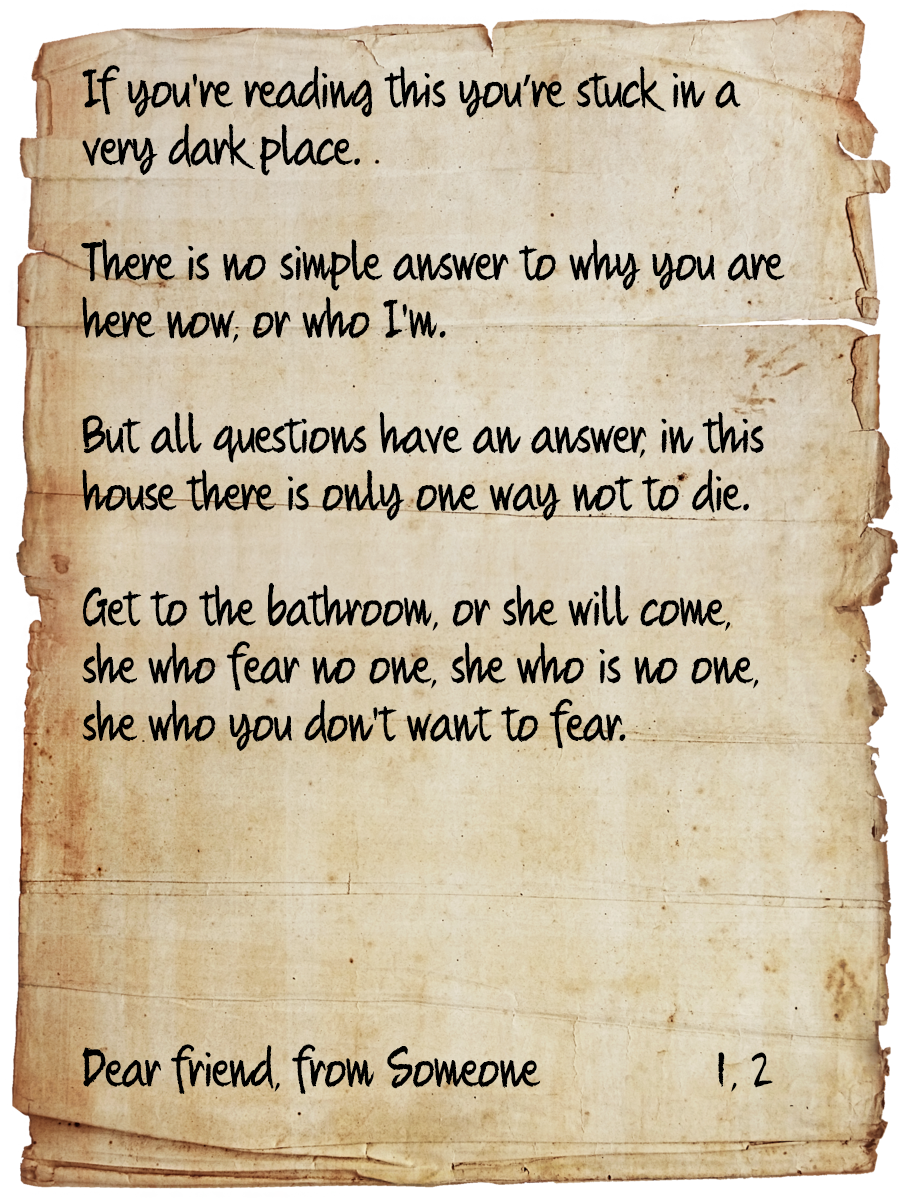 If you're reading this you're stuck in a
very dark place. .
There is no simple answer to why you are
here now, or who I'm.
But all questions have an answer, in this
house there is only one way not to die.
Get to the bathroom, or she will come,
she who fear no one, she who is no one,
she who you don't want to fear.
Dear friend, from Someone 1, 2